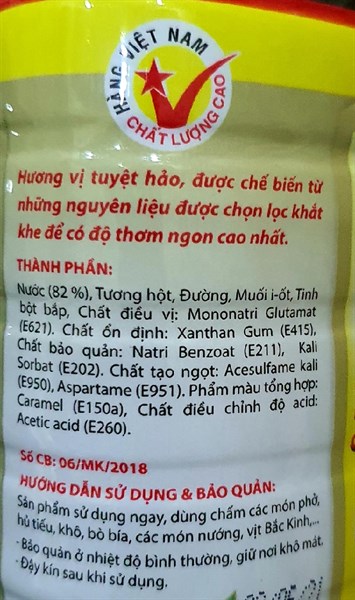 HÀNG VIỆT NAM
CHẤT LƯỢNG CAO
Hương vị tuyệt hảo, được chế biến từ
những nguyên liệu được chọn lọc khắt
khe để có độ thơm ngon cao nhất.
THÀNH PHẦN:
Nước (82 %), Tương hột, Đường, Muối i-ốt, Tinh
bột bắp, Chất điều vị: Mononatri Glutamat
(E621). Chất ổn định: Xanthan Gum (E415),
Chất bảo quản: Natri Benzoat (E211), Kali
Sorbat (E202). Chất tạo ngọt: Acesulfame kali
(E950), Aspartame (E951). Phẩm màu tổng hợp:
Caramel (E150a), Chất điều chỉnh độ acid:
Acetic acid (E260).
Số CB: 06/MK/2018
HƯỚNG DẪN SỬ DỤNG & BẢO QUẢN:
Sản phẩm sử dụng ngay, dùng chấm các món phở,
hủ tiếu, khô, bò bía, các món nướng, vịt Bắc Kinh,...
-Bảo quản ở nhiệt độ bình thường, giữ nơi khô mát.
-Đậy kín sau khi sử dụng.